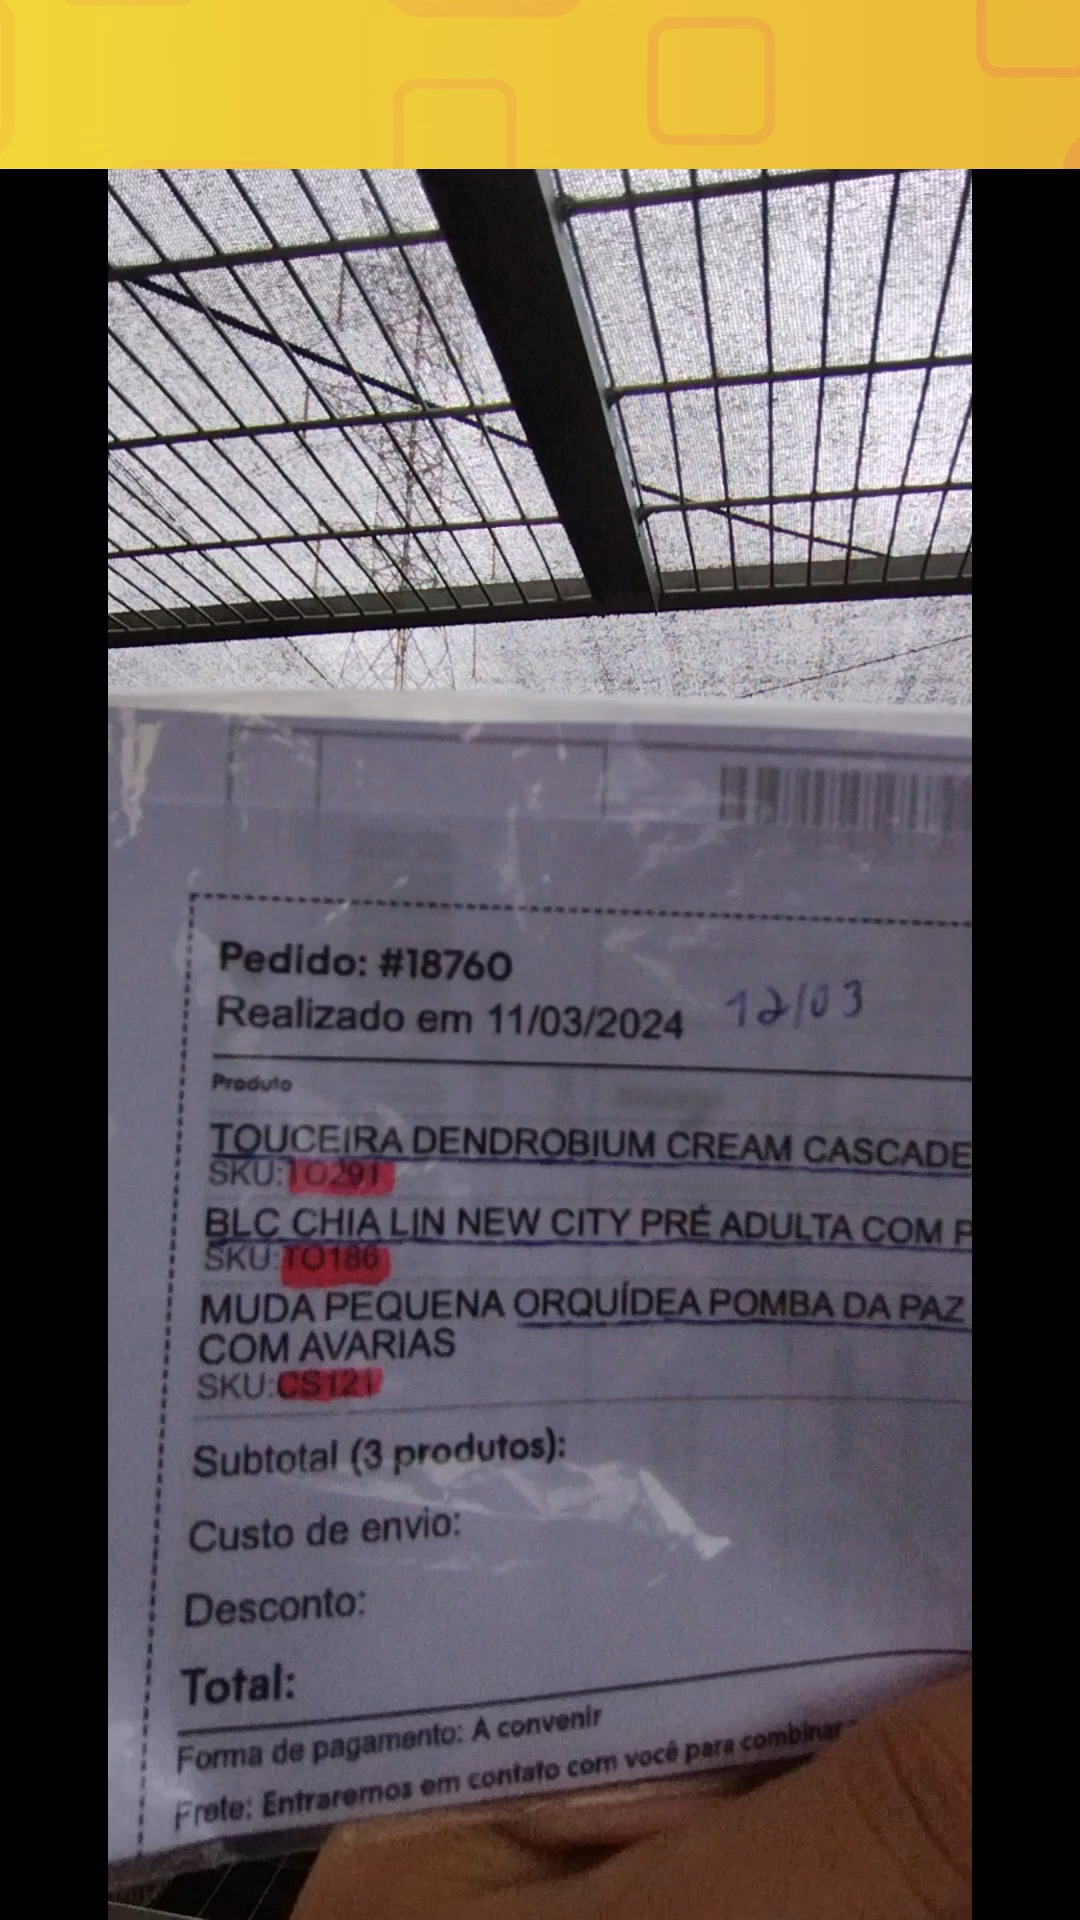 Pedido: #18760
Realizado em 11/03/2024 12/03
Produto
TOUCEIRA DENDROBIUM CREAM CASCADE
SKU:TO291
BLC CHIA LIN NEW CITY PRÉ ADULTA COM P
SKU:TO186
MUDA PEQUENA ORQUÍDEA POMBA DA PAZ
COM AVARIAS
SKU:CS121
Subtotal (3 produtos):
Custo de envio:
Desconto:
Total:
Forma de pagamento: A convenir
Frete: Entraremos em contato com você para combinar